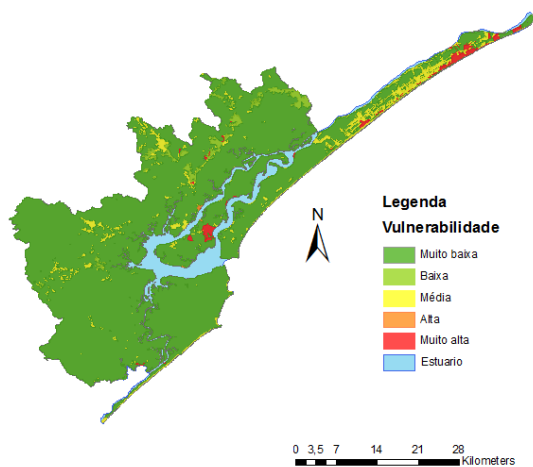 Legenda
Vulnerabilidade
N
Muito baixa
Baixa
Média
Alta
Muito alta
Estuario
0 3,5 7 14 21 28
Kilometers